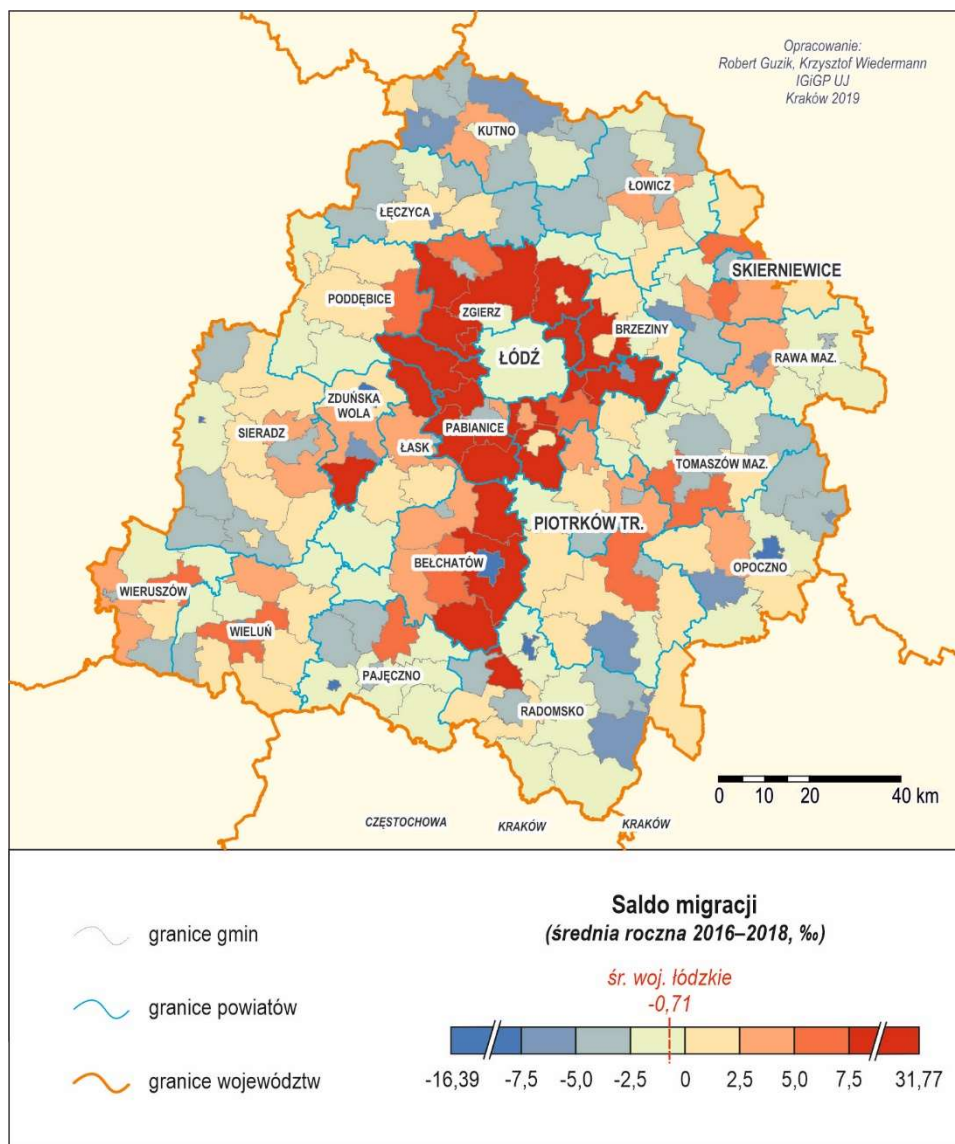 Opracowanie:
Robert Guzik, Krzysztof Wiedermann
IGiGP UJ
Kraków 2019
KUTNO
ŁOWICZ
ŁĘCZYCA
SKIERNIEWICE
PODDĘBICE
ZGIERZ
BRZEZINY
ŁÓDŹ
RAWA MAZ.
ZDUŃSKA
WOLA
SIERADZ
PABIANICE
ŁASK
TOMASZÓW MAZ.
PIOTRKÓW TR.
BEŁCHATÓW
OPOCZNO
WIERUSZÓW
WIELUŃ
PAJĘCZNO
RADOMSKO
0 10 20 40 km
CZĘSTOCHOWA KRAKÓW KRAKÓW
granice gmin
granice powiatów
granice województw
Saldo migracji
(średnia roczna 2016–2018, ‰)
śr. woj. łódzkie
-0,71
-16,39 -7,5 -5,0 -2,5 0 2,5 5,0 7,5 31,77